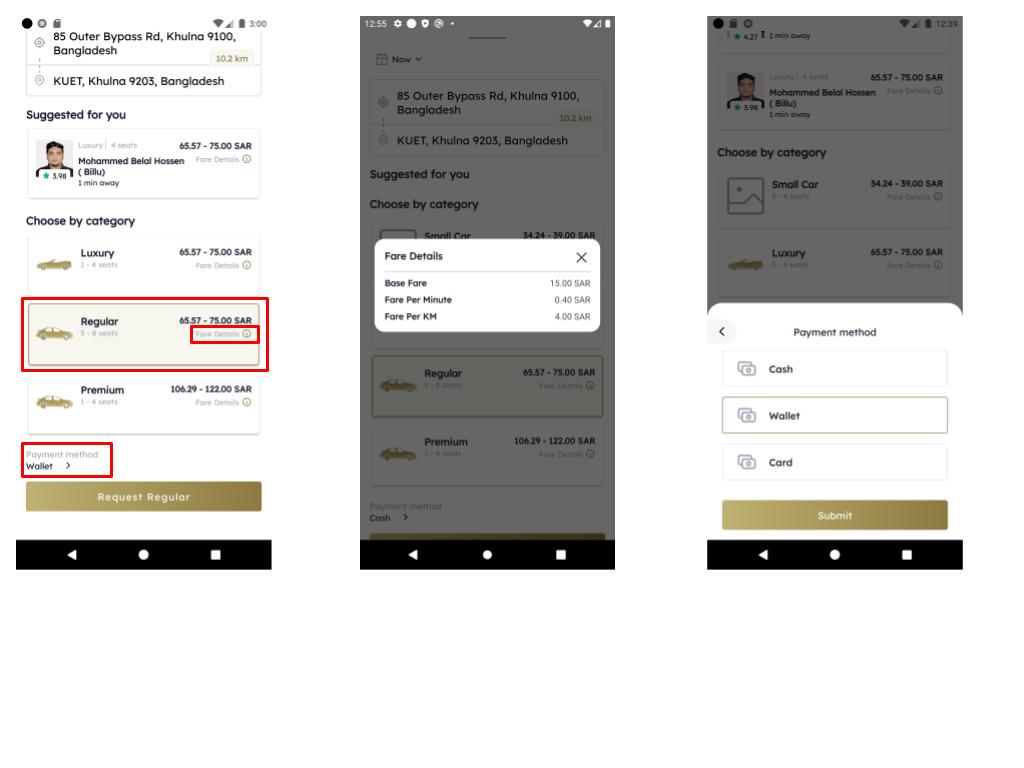 3:00
85 Outer Bypass Rd, Khulna 9100,
Bangladesh
10.2 km
KUET, Khulna 9203, Bangladesh
Suggested for you
Luxury | 4 seats
65.57 - 75.00 SAR
Mohammed Belal Hossen
( Billu)
Fare Details
3.98
1 min away
Choose by category
Luxury
65.57 - 75.00 SAR
1 - 4 seats
Fare Details
Regular
65.57 - 75.00 SAR
5 - 8 seats
Fare Details
Premium
106.29 - 122.00 SAR
1 - 4 seats
Fare Details
Payment method
Wallet
Request Regular
12:55
Now
85 Outer Bypass Rd, Khulna 9100,
Bangladesh
10.2 km
KUET, Khulna 9203, Bangladesh
Suggested for you
Choose by category
Small Car
34.24 - 39.00 SAR
Fare Details
Base Fare
15.00 SAR
Fare Per Minute
0.40 SAR
Fare Per KM
4.00 SAR
Regular
65.57 - 75.00 SAR
5 - 8 seats
Fare Details
Premium
106.29 - 122.00 SAR
Fare Details
Payment method
Cash
12:39
4.27
1 min away
Luxury | 4 seats
65.57 - 75.00 SAR
Mohammed Belal Hossen
( Billu)
Fare Details
3.98
1 min away
Choose by category
Small Car
34.24 - 39.00 SAR
Fare Details
Luxury
65.57 - 75.00 SAR
Fare Details
Payment method
Cash
Wallet
Card
Submit